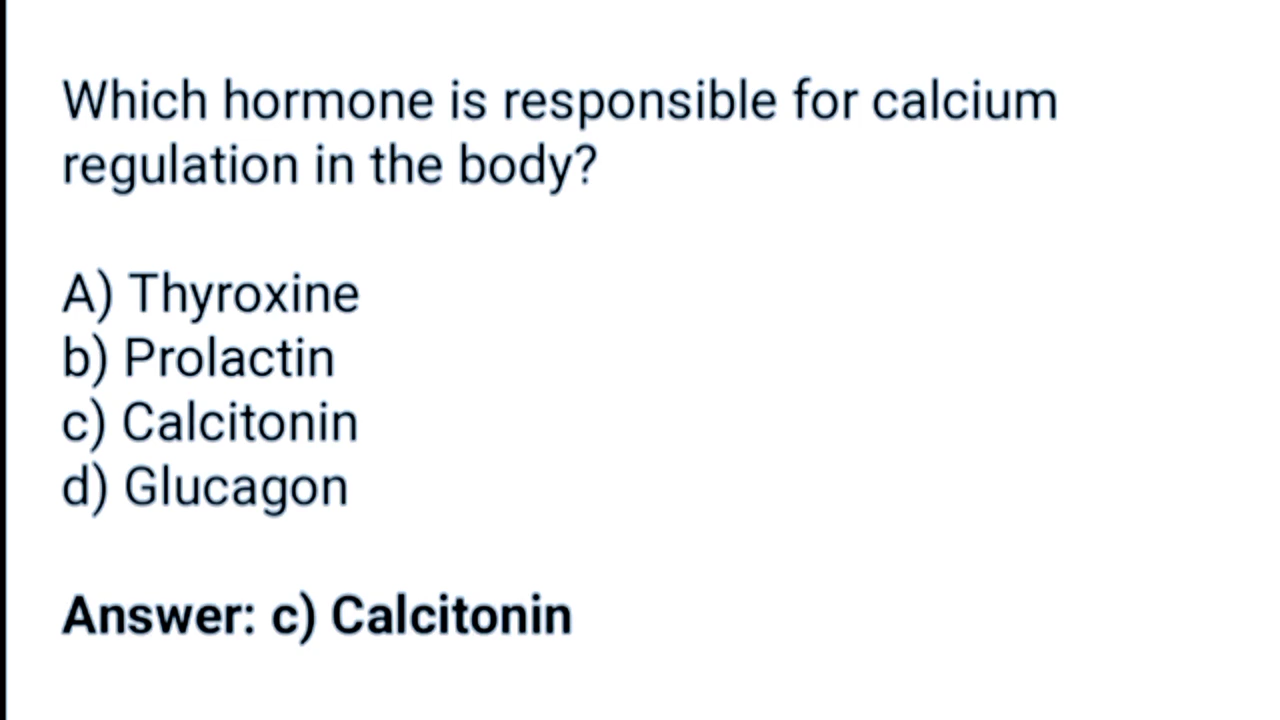 Which hormone is responsible for calcium
regulation in the body?
A) Thyroxine
b) Prolactin
c) Calcitonin
d) Glucagon
Answer: c) Calcitonin